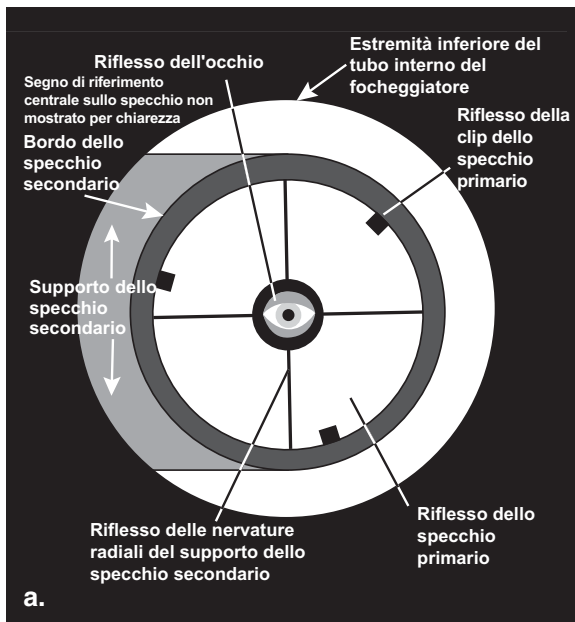 Riflesso dell'occhio
Segno di riferimento
centrale sullo specchio non
mostrato per chiarezza
Bordo dello
specchio
secondario
Supporto dello
specchio
secondario
Estremità inferiore del
tubo interno del
focheggiatore
Riflesso della
clip dello
specchio
primario
Riflesso delle nervature
radiali del supporto dello
specchio secondario
Riflesso dello
specchio
primario
a.